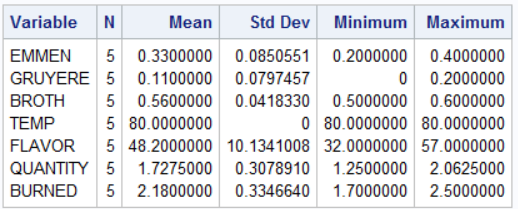 Variable N Mean Std Dev Minimum Maximum
EMMEN 5 0.3300000 0.0850551 0.2000000 0.4000000
GRUYERE 5 0.1100000 0.0797457 0 0.2000000
BROTH 5 0.5600000 0.0418330 0.5000000 0.6000000
TEMP 5 80.0000000 0 80.0000000 80.0000000
FLAVOR 5 48.2000000 10.1341008 32.0000000 57.0000000
QUANTITY 5 1.7275000 0.3078910 1.2500000 2.0625000
BURNED 5 2.1800000 0.3346640 1.7000000 2.5000000